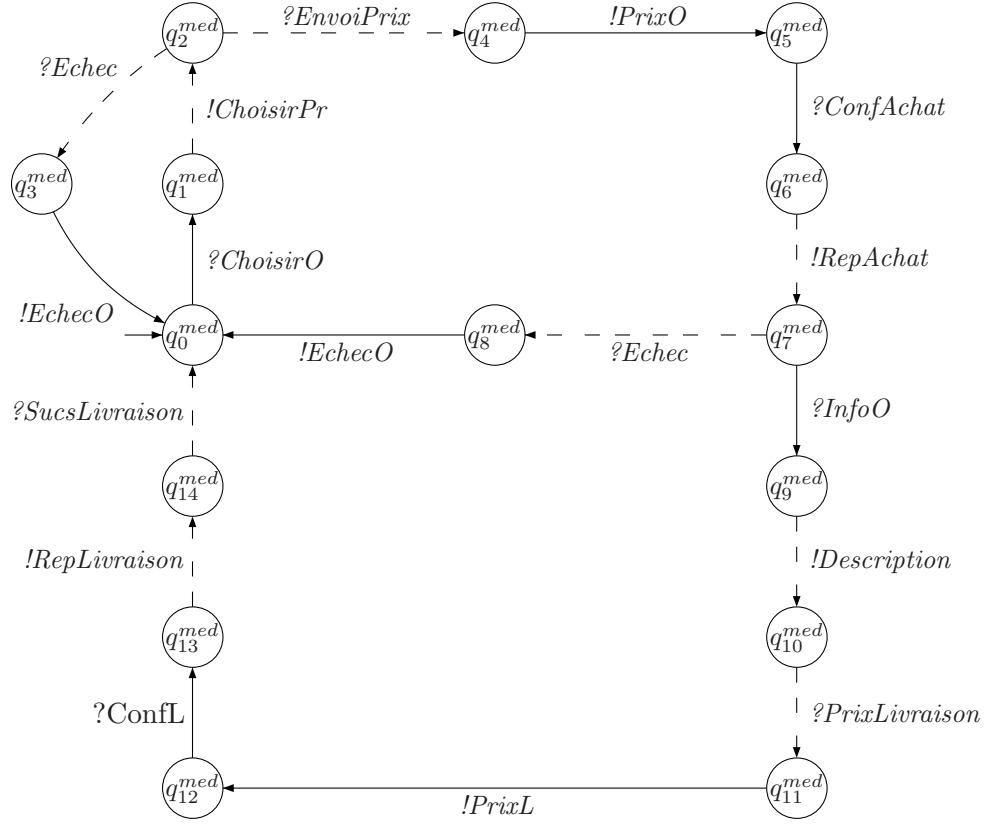 ?EnvoiPrix
!PrixO
q_2^{med}
q_4^{med}
q_5^{med}
?Echec
!ChoisirPr
?ConfAchat
q_3^{med}
q_1^{med}
q_6^{med}
?ChoisirO
!RepAchat
!EchecO
q_0^{med}
q_8^{med}
q_7^{med}
!EchecO
?Echec
?SucsLivraison
?InfoO
q_14^{med}
q_9^{med}
!RepLivraison
!Description
q_13^{med}
q_10^{med}
?ConfL
?PrixLivraison
q_12^{med}
q_11^{med}
!PrixL